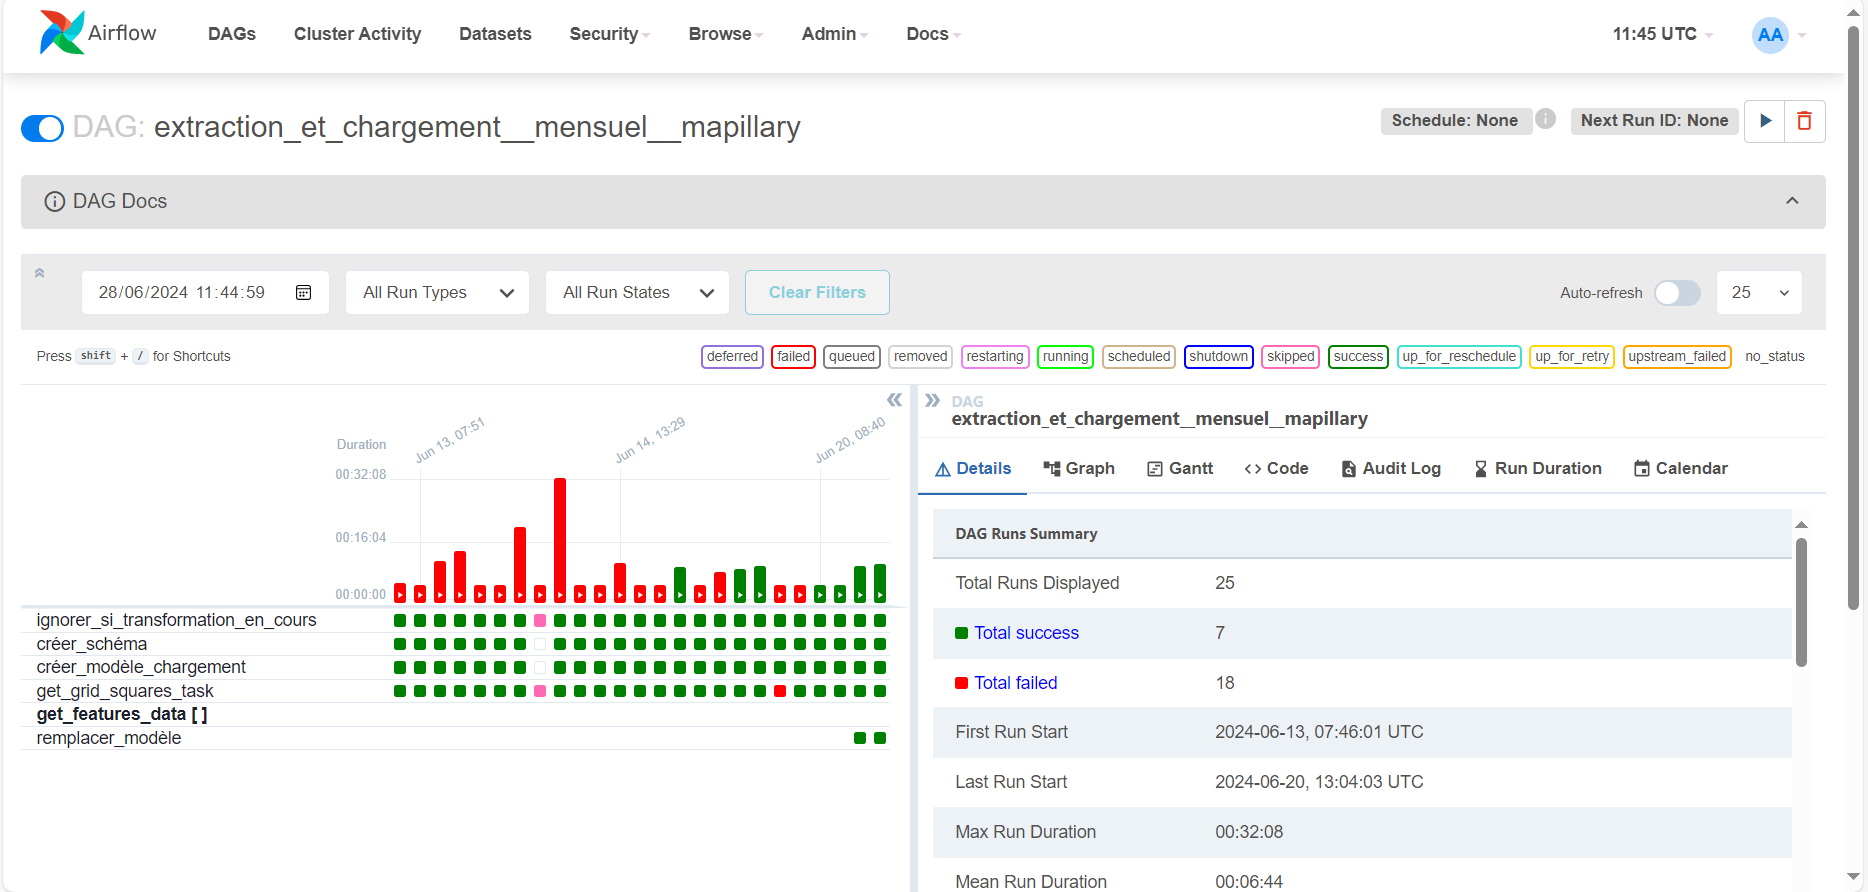 Airflow
DAGs Cluster Activity Datasets Security Browse Admin Docs 11:45 UTC AA
DAG: extraction_et_chargement__mensuel__mapillary
Schedule: None i Next Run ID: None
DAG Docs
28/06/2024 11:44:59 All Run Types All Run States Clear Filters Auto-refresh 25
Press shift + / for Shortcuts
deferred failed queued removed restarting running scheduled shutdown skipped success up_for_reschedule up_for_retry upstream_failed no_status
Duration
Jun 13, 07:51 Jun 14, 13:29 Jun 20, 08:40
00:32:08
00:16:04
00:00:00
ignorer_si_transformation_en_cours
créer_schéma
créer_modèle_chargement
get_grid_squares_task
get_features_data [ ]
remplacer_modèle
DAG
extraction_et_chargement__mensuel__mapillary
Details Graph Gantt Code Audit Log Run Duration Calendar
DAG Runs Summary
Total Runs Displayed 25
Total success 7
Total failed 18
First Run Start 2024-06-13, 07:46:01 UTC
Last Run Start 2024-06-20, 13:04:03 UTC
Max Run Duration 00:32:08
Mean Run Duration 00:06:44